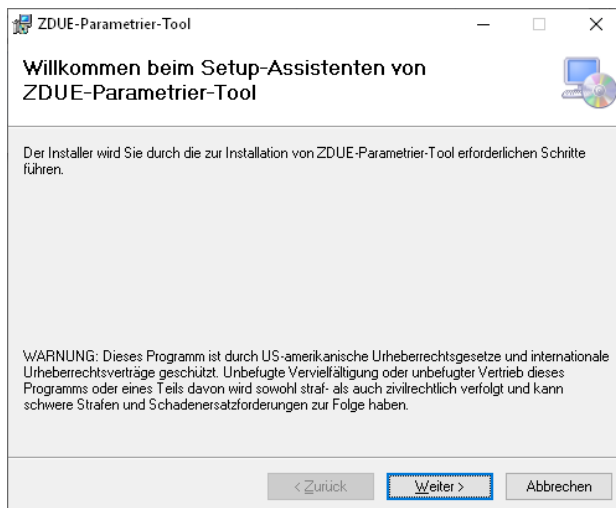 ZDUE-Parametrier-Tool
Willkommen beim Setup-Assistenten von
ZDUE-Parametrier-Tool
Der Installer wird Sie durch die zur Installation von ZDUE-Parametrier-Tool erforderlichen Schritte
führen.
WARNUNG: Dieses Programm ist durch US-amerikanische Urheberrechtsgesetze und internationale
Urheberrechtsverträge geschützt. Unbefugte Vervielfältigung oder unbefugter Vertrieb dieses
Programms oder eines Teils davon wird sowohl straf- als auch zivilrechtlich verfolgt und kann
schwere Strafen und Schadenersatzforderungen zur Folge haben.
< Zurück Weiter > Abbrechen